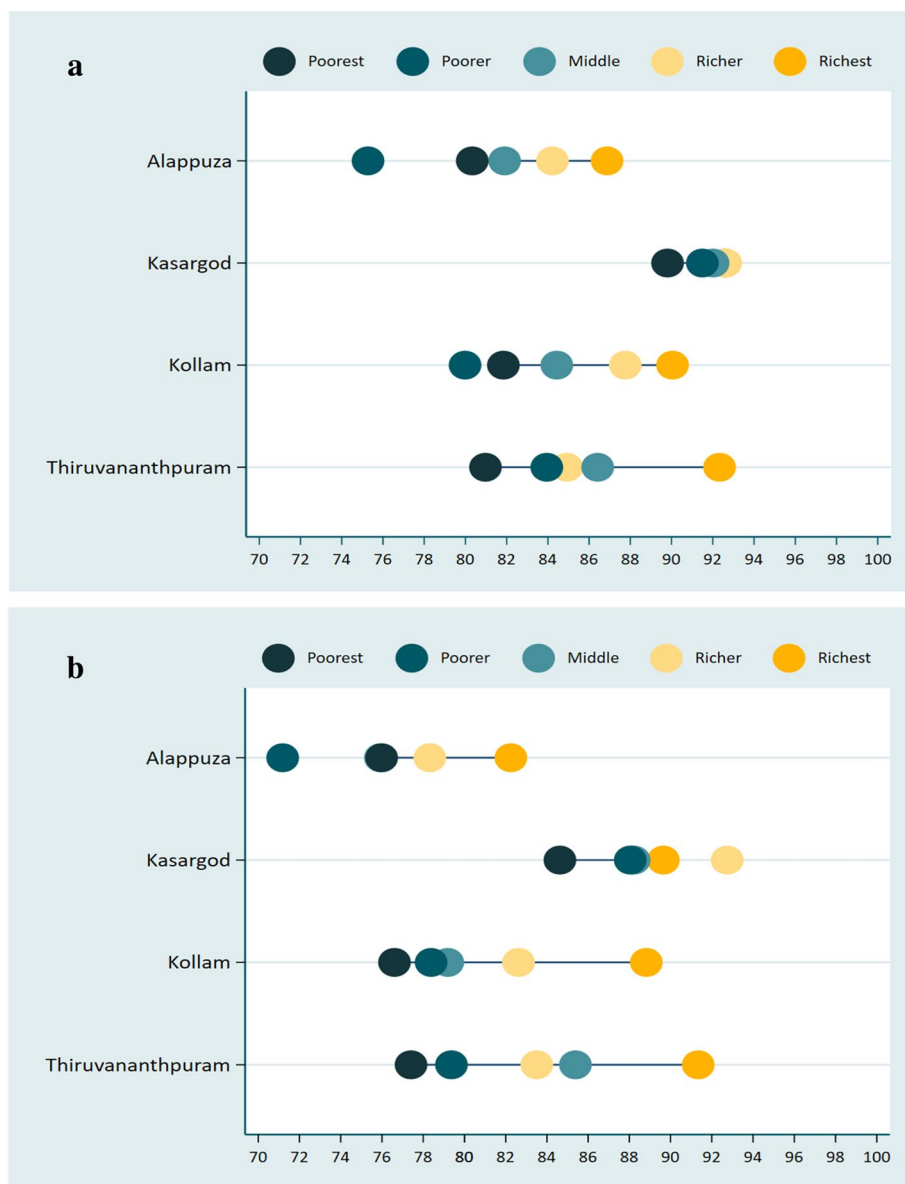 a
Poorest Poorer Middle Richer Richest
Alappuza
Kasargod
Kollam
Thiruvananthpuram
70 72 74 76 78 80 82 84 86 88 90 92 94 96 98 100
b
Poorest Poorer Middle Richer Richest
Alappuza
Kasargod
Kollam
Thiruvananthpuram
70 72 74 76 78 80 82 84 86 88 90 92 94 96 98 100